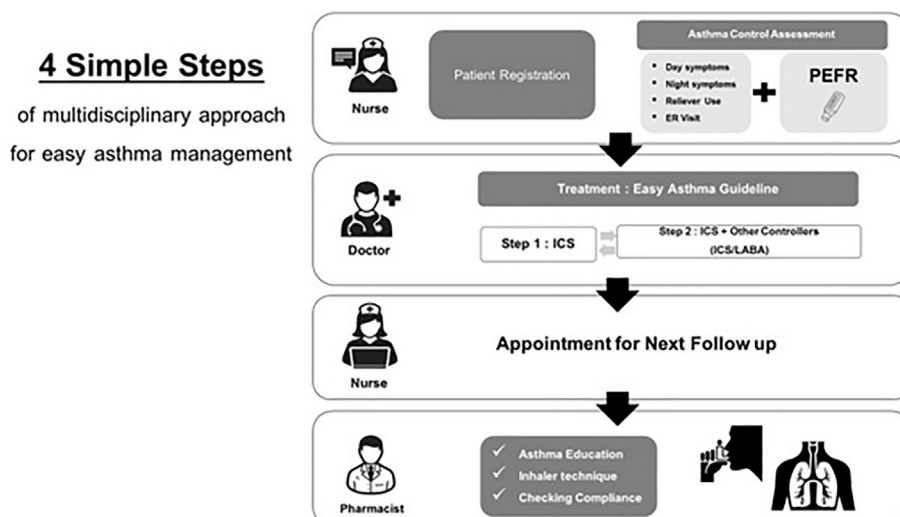 4 Simple Steps
of multidisciplinary approach
for easy asthma management
Nurse
Patient Registration
Asthma Control Assessment
• Day symptoms
• Night symptoms
• Reliever Use
• ER Visit
PEFR
Doctor
Treatment : Easy Asthma Guideline
Step 1 : ICS
Step 2 : ICS + Other Controllers
(ICS/LABA)
Nurse
Appointment for Next Follow up
Pharmacist
✓ Asthma Education
✓ Inhaler technique
✓ Checking Compliance